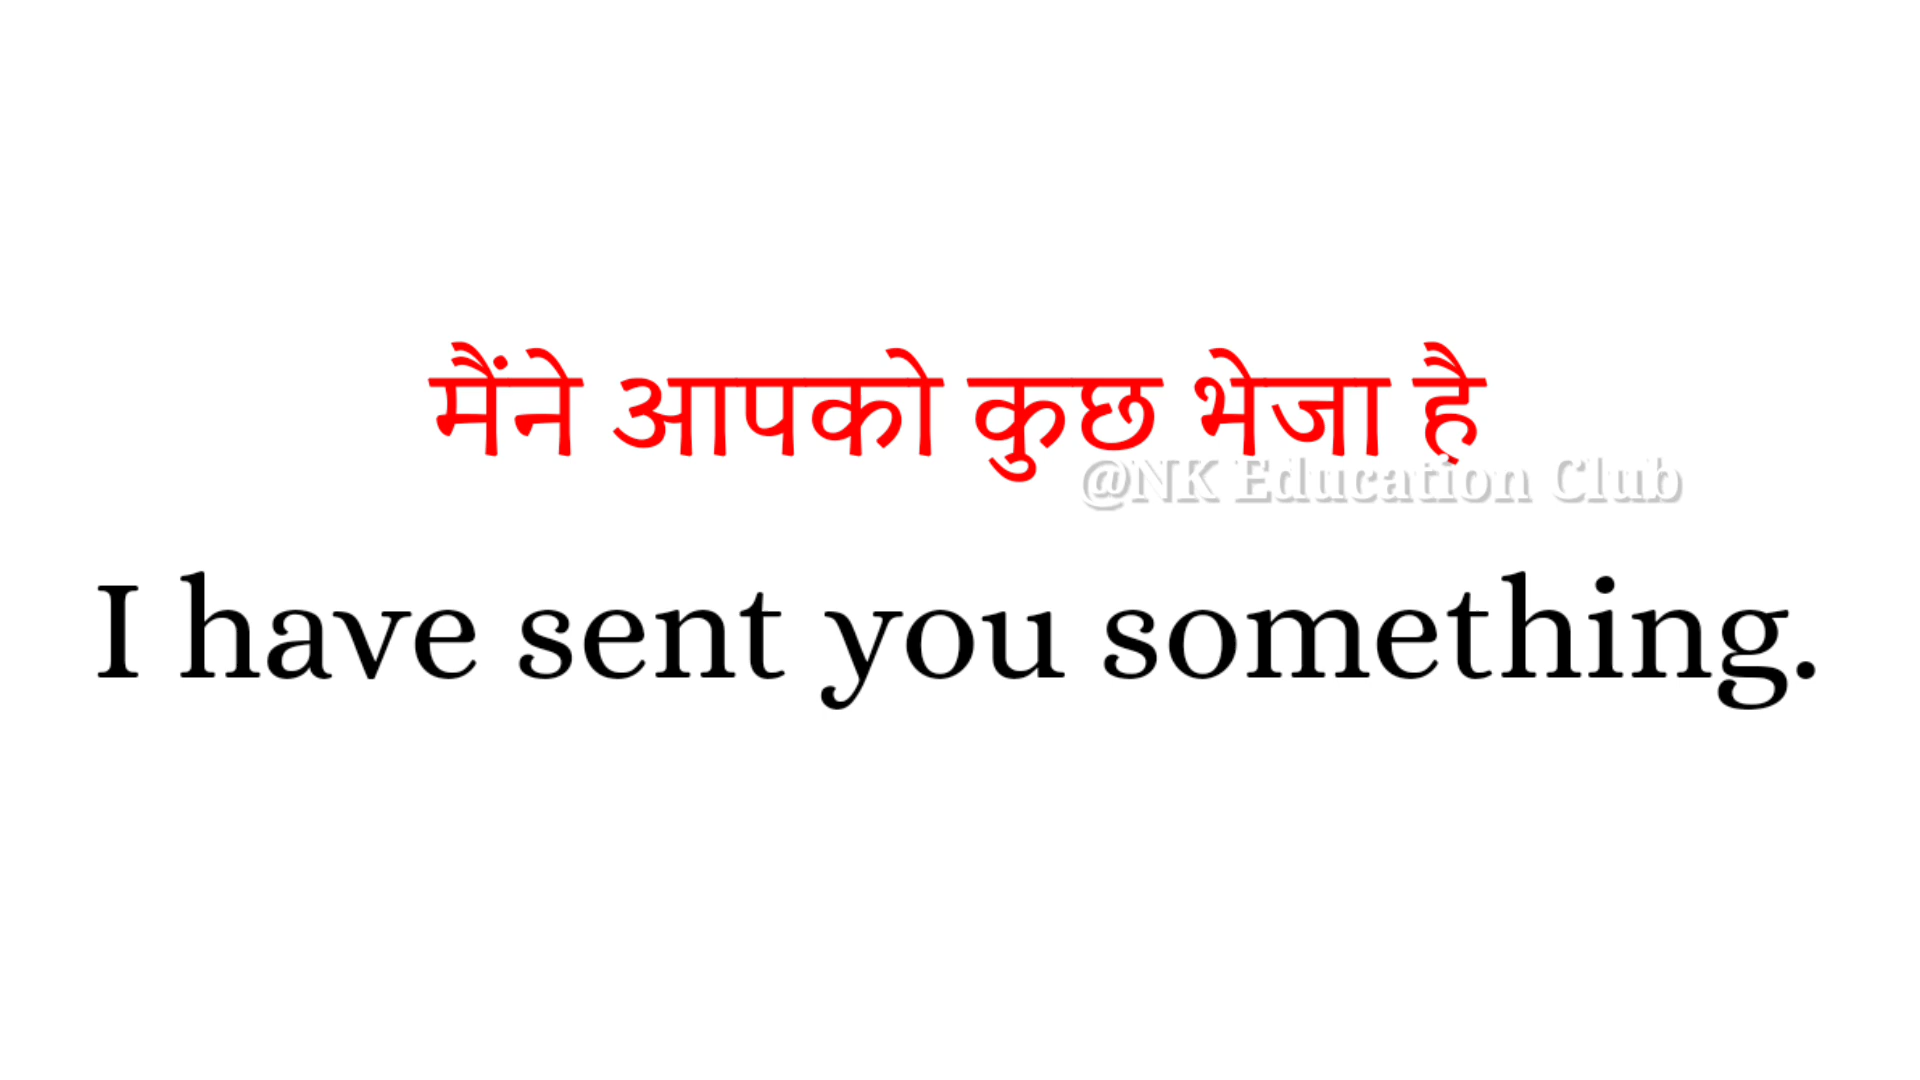 मैंने आपको कुछ भेजा है
@NK Education Club
I have sent you something.